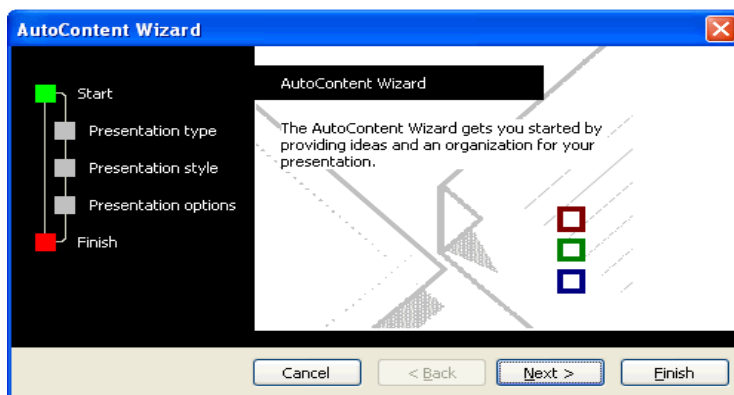 AutoContent Wizard
Start
Presentation type
Presentation style
Presentation options
Finish
AutoContent Wizard
The AutoContent Wizard gets you started by
providing ideas and an organization for your
presentation.
Cancel
< Back
Next >
Finish